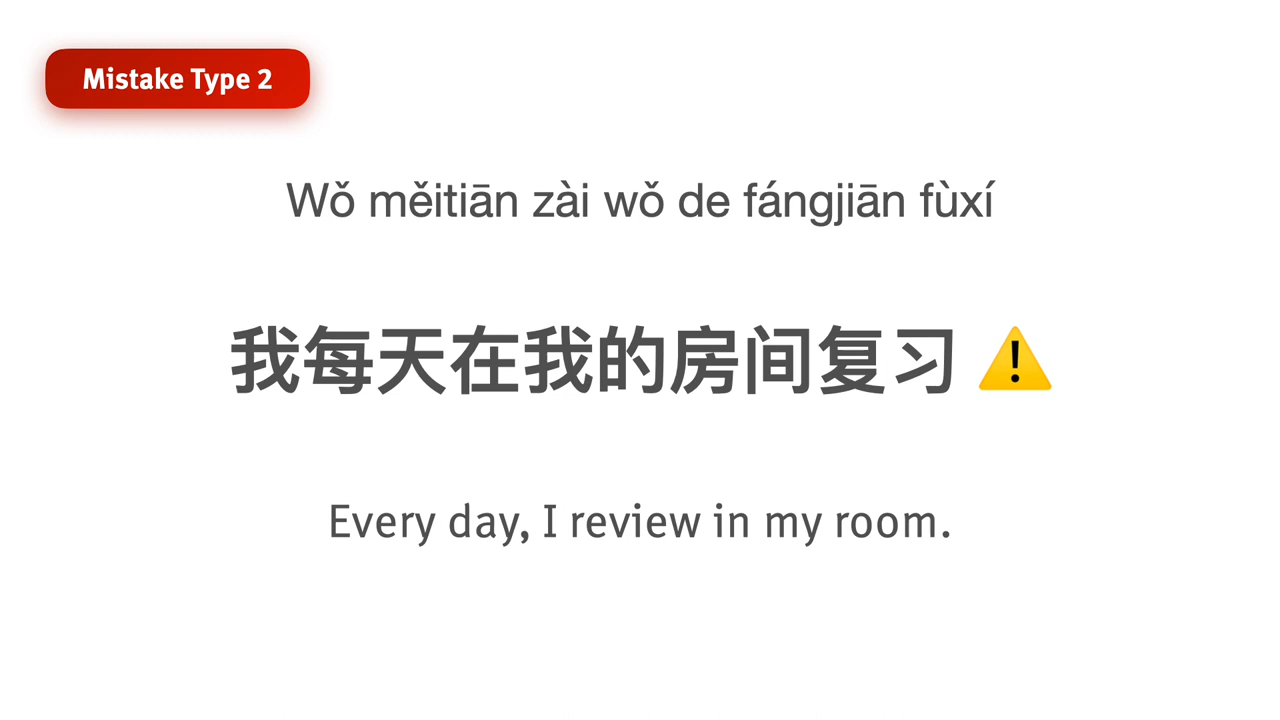 Mistake Type 2
Wǒ měitiān zài wǒ de fángjiān fùxí
我每天在我的房间复习 ⚠️
Every day, I review in my room.